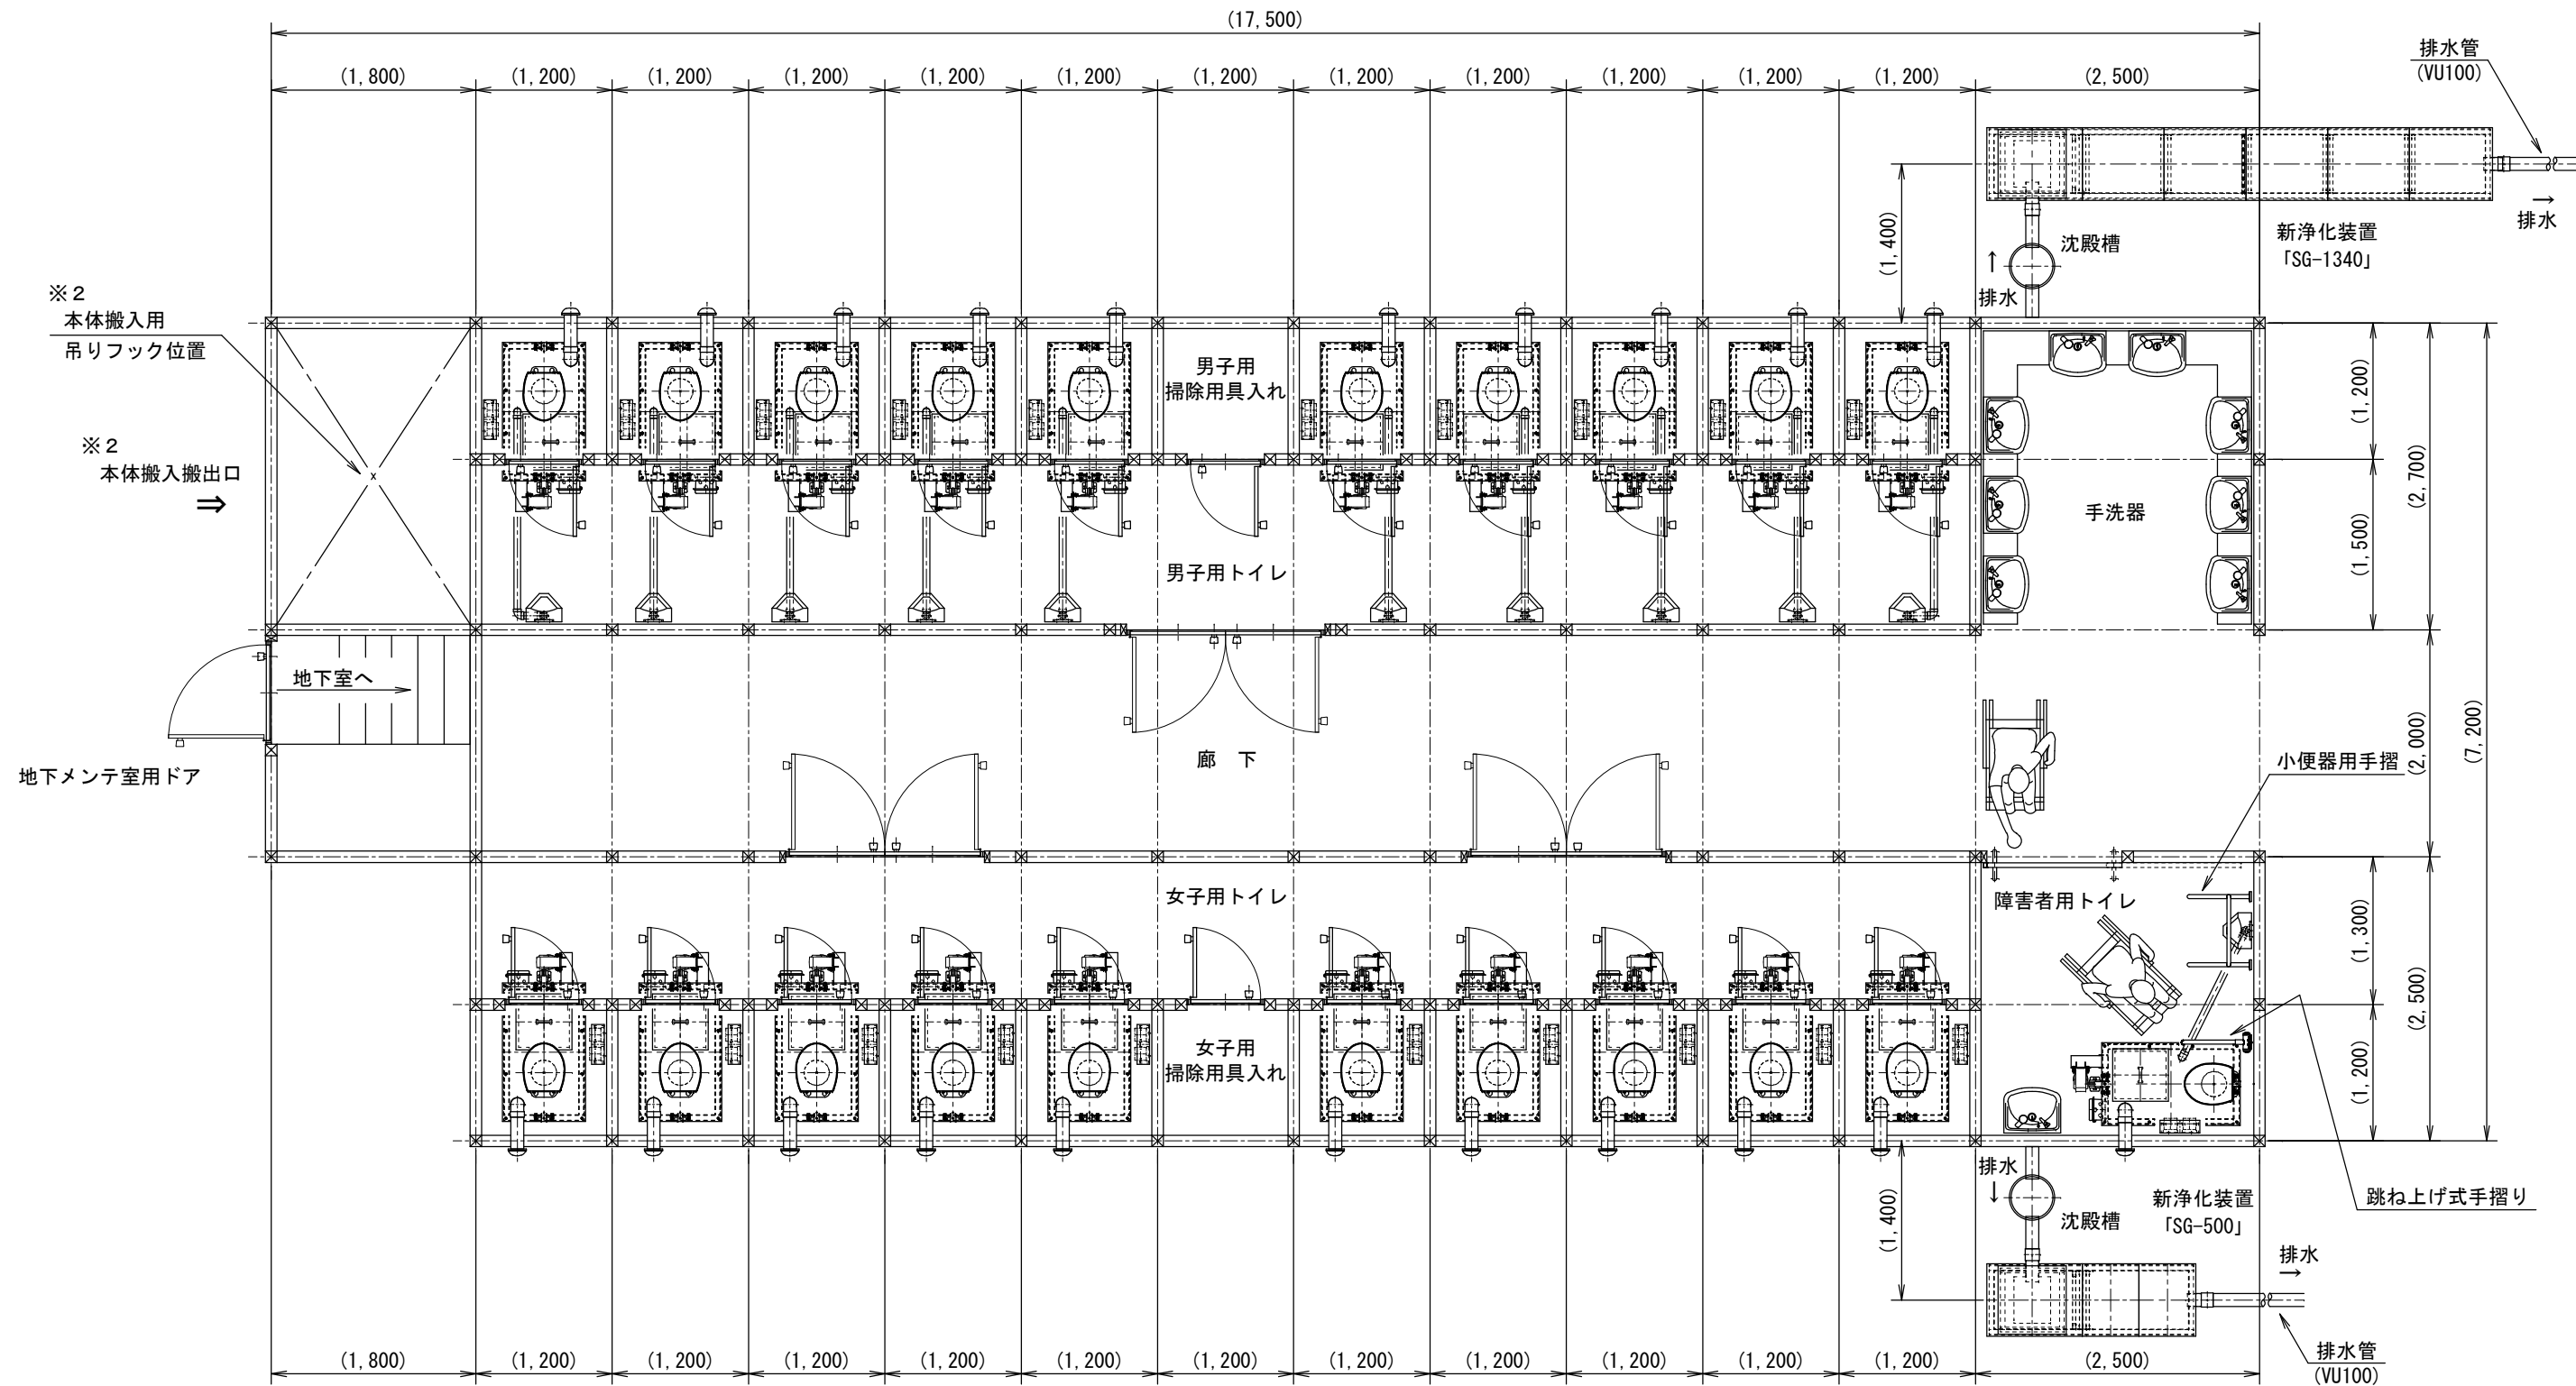 (17,500)
(1,800)
(1,200)
(1,200)
(1,200)
(1,200)
(1,200)
(1,200)
(1,200)
(1,200)
(1,200)
(1,200)
(1,200)
(2,500)
排水管
(VU100)
→
排水
新浄化装置
「SG-1340」
沈殿槽
↑
排水
(1,400)
※2
本体搬入用
吊りフック位置
※2
本体搬入搬出口
⇒
男子用
掃除用具入れ
男子用トイレ
手洗器
(1,200)
(1,500)
(2,700)
(2,000)
(7,200)
地下室へ
地下メンテ室用ドア
廊 下
小便器用手摺
女子用トイレ
障害者用トイレ
(1,300)
(1,200)
(2,500)
女子用
掃除用具入れ
跳ね上げ式手摺り
排水
↓
沈殿槽
新浄化装置
「SG-500」
(1,400)
排水
→
排水管
(VU100)
(1,800)
(1,200)
(1,200)
(1,200)
(1,200)
(1,200)
(1,200)
(1,200)
(1,200)
(1,200)
(1,200)
(1,200)
(2,500)